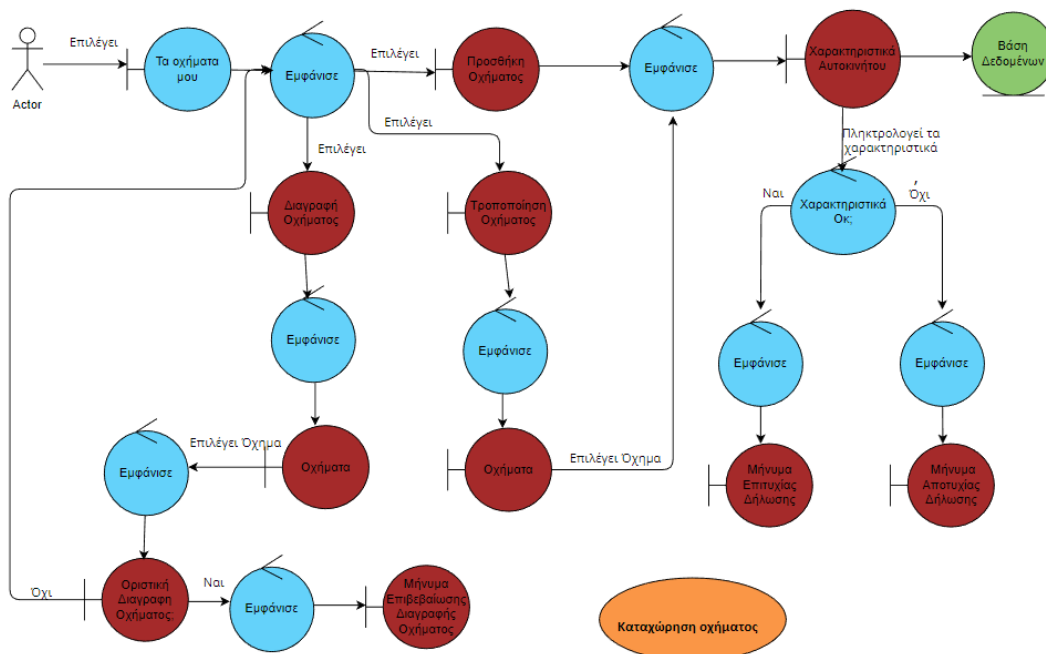 Επιλέγει
Actor
Τα οχήματα
μου
Εμφάνισε
Επιλέγει
Προσθήκη
Οχήματος
Εμφάνισε
Χαρακτηριστικά
Αυτοκινήτου
Βάση
Δεδομένων
Επιλέγει
Επιλέγει
Πληκτρολογεί τα
χαρακτηριστικά
Διαγραφή
Οχήματος
Τροποποίηση
Οχήματος
Ναι
Χαρακτηριστικά
Οκ;
Όχι
Εμφάνισε
Εμφάνισε
Εμφάνισε
Εμφάνισε
Επιλέγει Όχημα
Εμφάνισε
Οχήματα
Οχήματα
Επιλέγει Όχημα
Μήνυμα
Επιτυχίας
Δήλωσης
Μήνυμα
Αποτυχίας
Δήλωσης
Όχι
Οριστική
Διαγραφη
Οχήματος;
Ναι
Εμφάνισε
Μήνυμα
Επιβεβαίωσης
Διαγραφής
Οχήματος
Καταχώρηση οχήματος